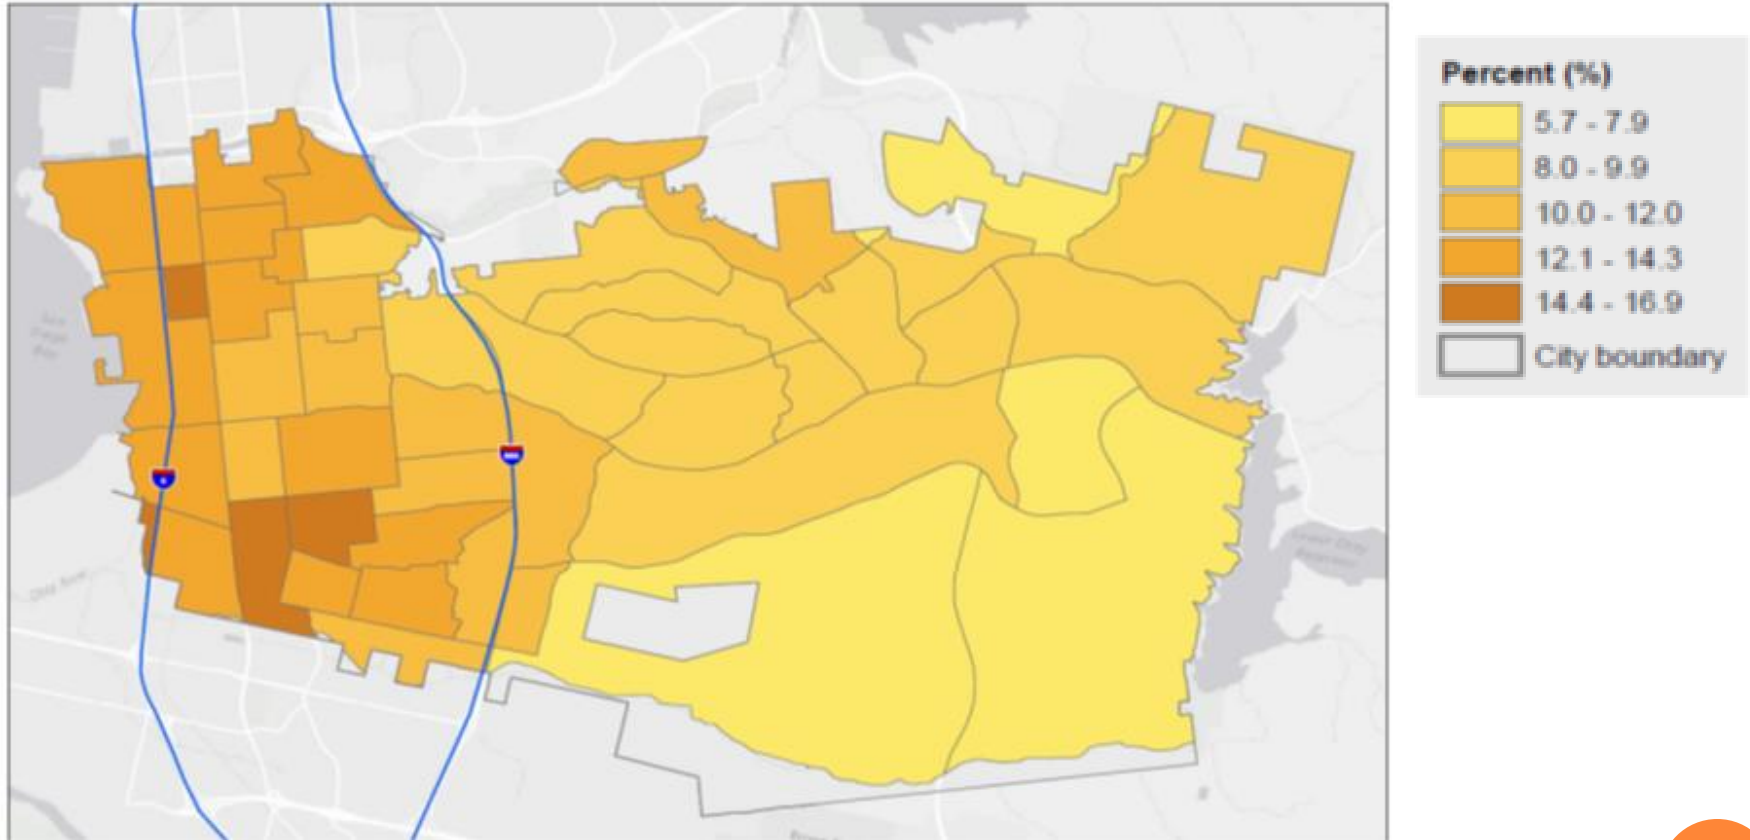 Percent (%)
5.7 - 7.9
8.0 - 9.9
10.0 - 12.0
12.1 - 14.3
14.4 - 16.9
City boundary